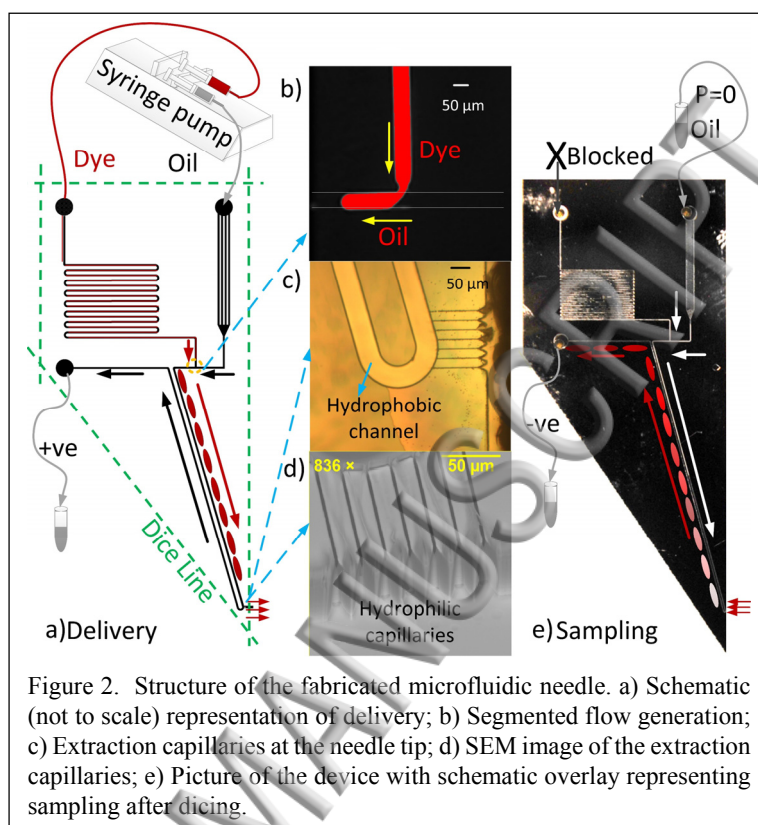 Syringe pump
Dye
Oil
+ve
Dice Line
a)Delivery
b)
50 µm
Dye
Oil
c)
50 µm
Hydrophobic
channel
d)
836 ×
50 µm
Hydrophilic
capillaries
P=0
Oil
X Blocked
-ve
e)Sampling
MANUSCRIPT
Figure 2. Structure of the fabricated microfluidic needle. a) Schematic
(not to scale) representation of delivery; b) Segmented flow generation;
c) Extraction capillaries at the needle tip; d) SEM image of the extraction
capillaries; e) Picture of the device with schematic overlay representing
sampling after dicing.